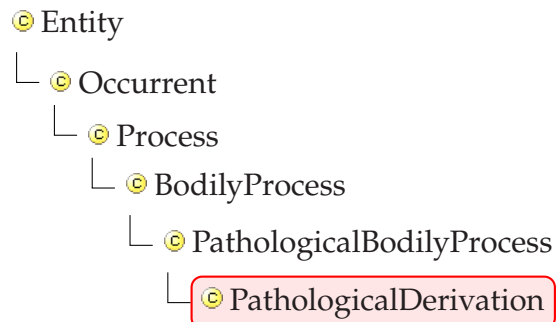 C Entity
C Occurrent
C Process
C BodilyProcess
C PathologicalBodilyProcess
C PathologicalDerivation